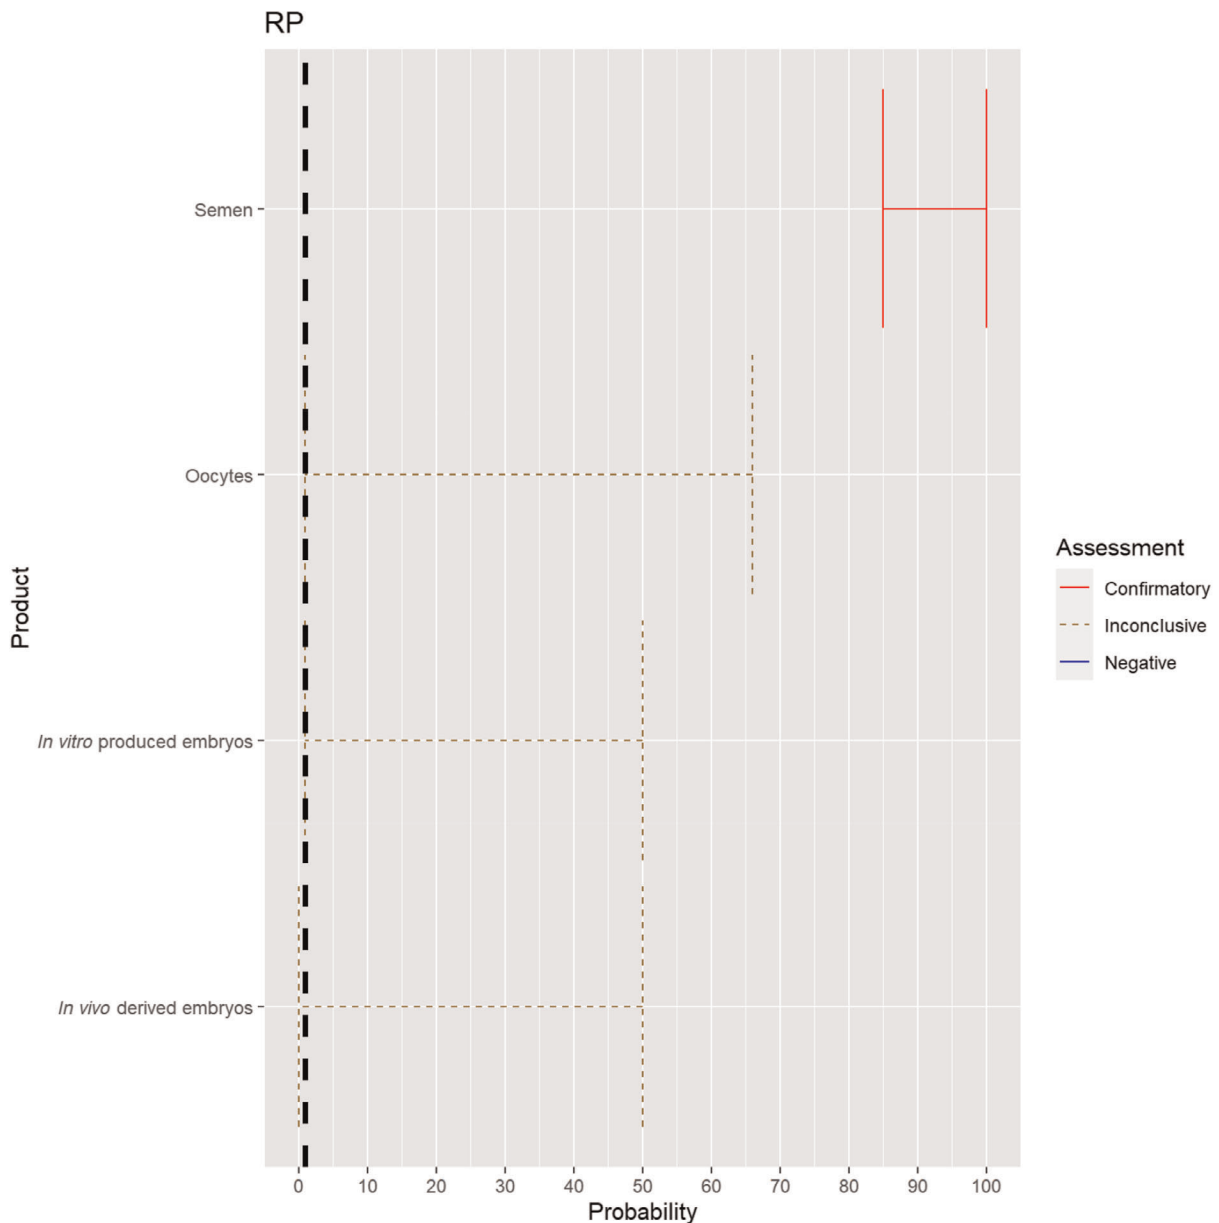 RP
Semen
Oocytes
In vitro produced embryos
In vivo derived embryos
Product
0 10 20 30 40 50 60 70 80 90 100
Probability
Assessment
Confirmatory
Inconclusive
Negative